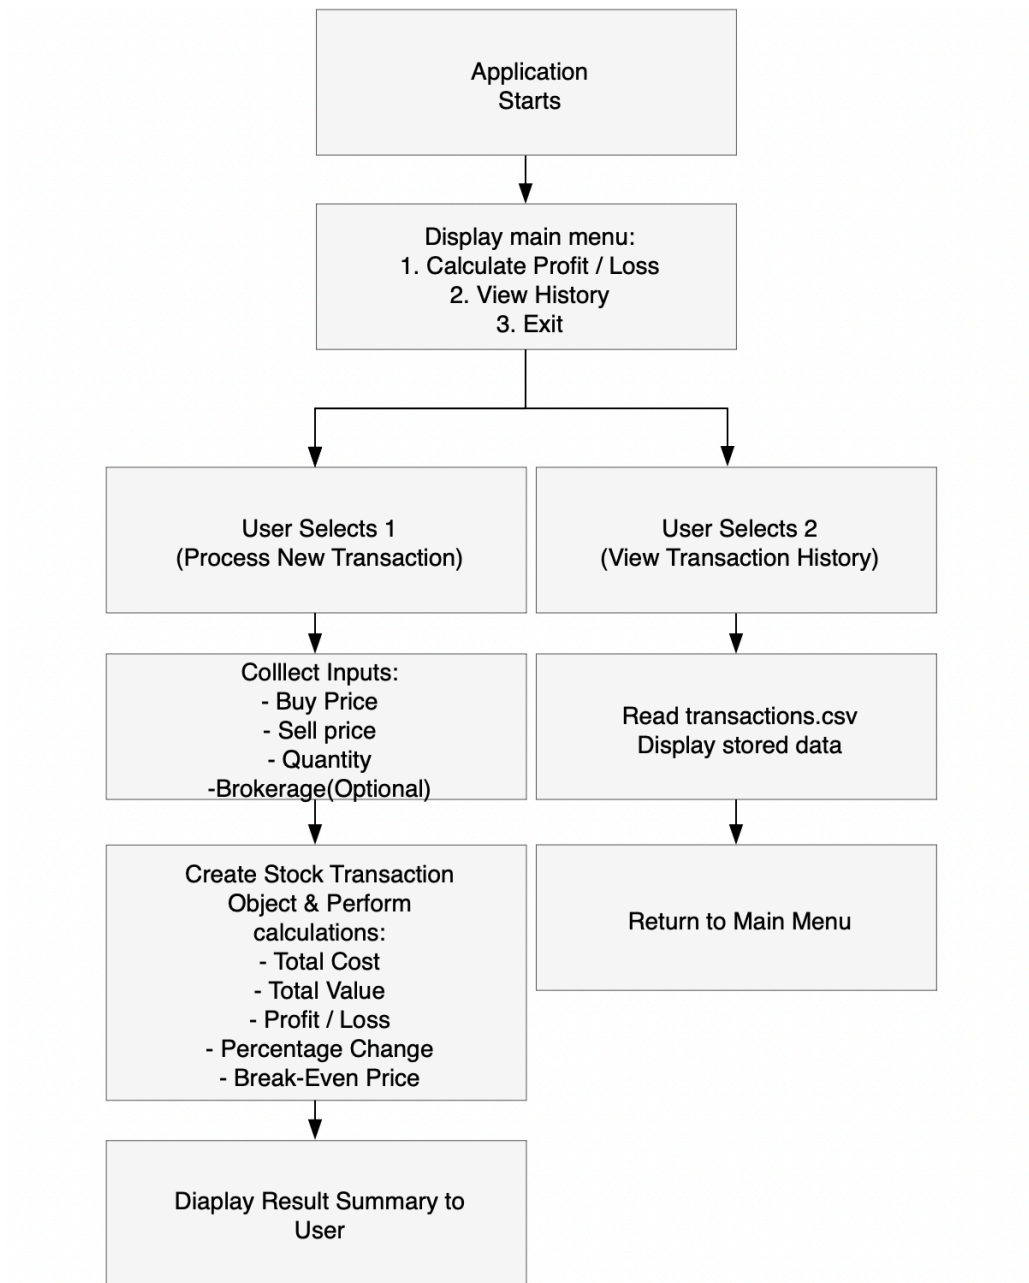 Application
Starts
Display main menu:
1. Calculate Profit / Loss
2. View History
3. Exit
User Selects 1
(Process New Transaction)
User Selects 2
(View Transaction History)
Colllect Inputs:
- Buy Price
- Sell price
- Quantity
-Brokerage(Optional)
Read transactions.csv
Display stored data
Create Stock Transaction
Object & Perform
calculations:
- Total Cost
- Total Value
- Profit / Loss
- Percentage Change
- Break-Even Price
Return to Main Menu
Diaplay Result Summary to
User